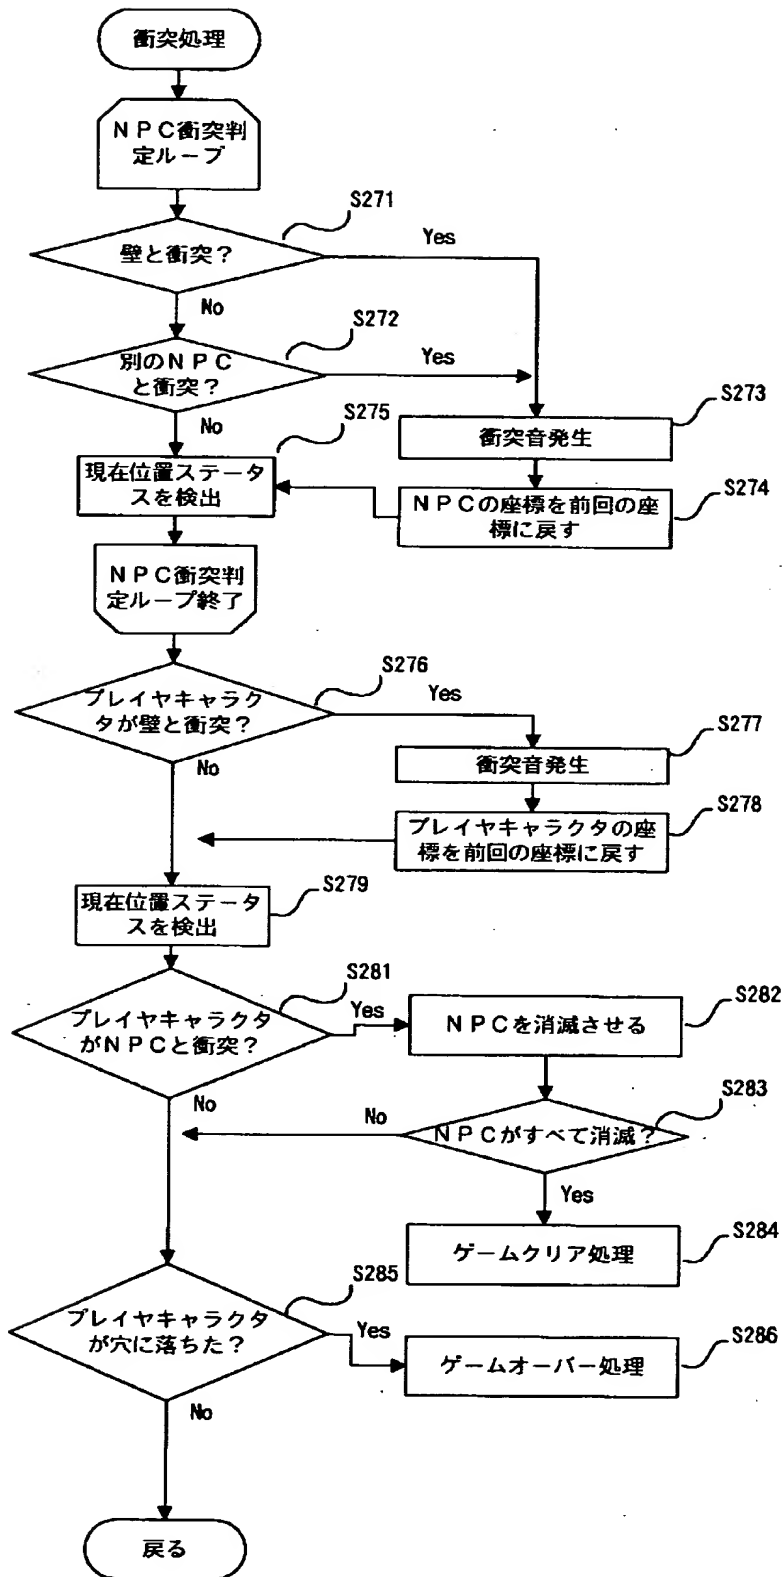 衝突処理
NPC衝突判
定ループ
S271
壁と衝突?
Yes
No
S272
別のNPC
と衝突?
Yes
No
S273
衝突音発生
S275
現在位置ステータ
スを検出
S274
NPCの座標を前回の座
標に戻す
NPC衝突判
定ループ終了
S276
プレイヤキャラク
タが壁と衝突?
Yes
No
S277
衝突音発生
S278
プレイヤキャラクタの座
標を前回の座標に戻す
S279
現在位置ステータ
スを検出
S281
プレイヤキャラクタ
がNPCと衝突?
Yes
No
S282
NPCを消滅させる
S283
NPCがすべて消滅?
No
Yes
S284
ゲームクリア処理
S285
プレイヤキャラクタ
が穴に落ちた?
Yes
No
S286
ゲームオーバー処理
戻る